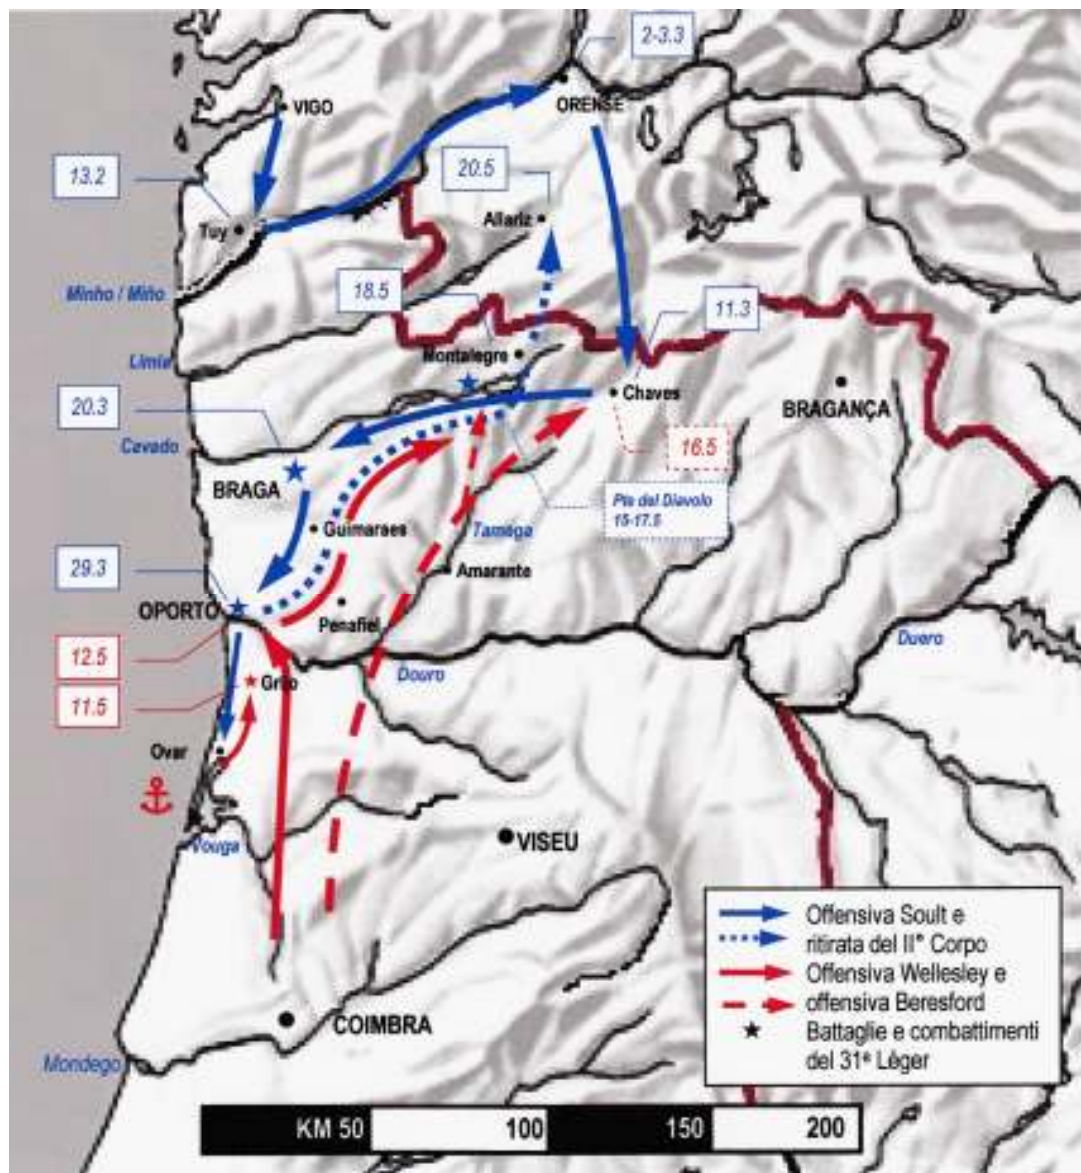 2-3.3
VIGO
ORENSE
13.2
20.5
Allariz
Tuy
Minho / Miño
18.5
11.3
Limia
Montalegre
Chaves
BRAGANÇA
20.3
Cavado
16.5
BRAGA
Pte del Diavolo
15-17.5
Guimaraes
Tamega
29.3
Amarante
OPORTO
Penafiel
12.5
Duero
Douro
Grijo
11.5
Ovar
VISEU
Vouga
Offensiva Soult e
ritirata del II° Corpo
Offensiva Wellesley e
offensiva Beresford
COIMBRA
Battaglie e combattimenti
del 31e Léger
Mondego
KM 50 100 150 200